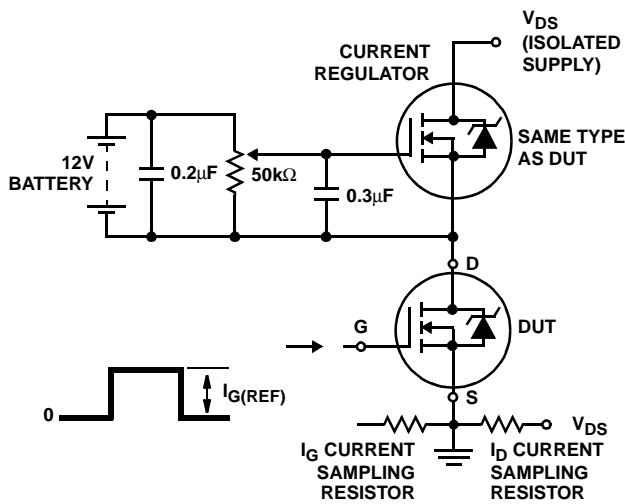 V_DS
(ISOLATED
SUPPLY)
CURRENT
REGULATOR
SAME TYPE
AS DUT
12V
BATTERY
0.2μF
50kΩ
0.3μF
D
DUT
G
I_G(REF)
0
S
V_DS
I_G CURRENT
SAMPLING
RESISTOR
I_D CURRENT
SAMPLING
RESISTOR